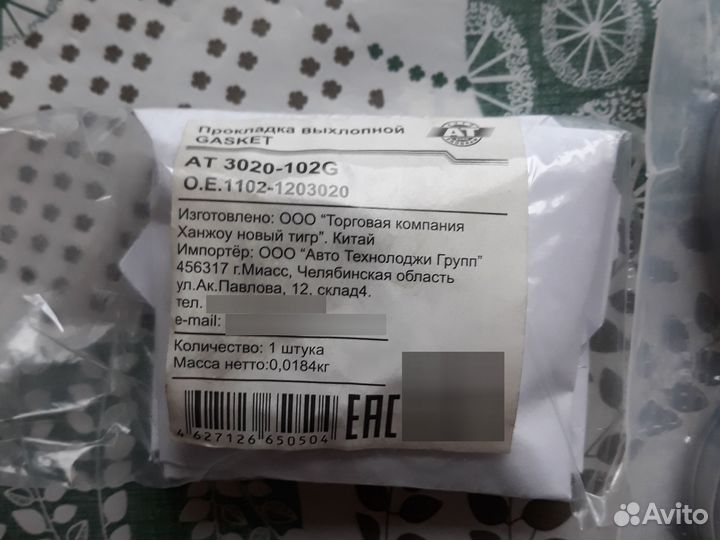 Прокладка выхлопной
GASKET
AT
AT 3020-102G
O.E.1102-1203020
Изготовлено: ООО "Торговая компания
Ханжоу новый тигр". Китай
Импортёр: ООО "Авто Технолоджи Групп"
456317 г.Миасс, Челябинская область
ул.Ак.Павлова, 12, склад4.
тел.
e-mail:
Количество: 1 штука
Масса нетто:0,0184кг
4 627126 650504
EAC
Avito